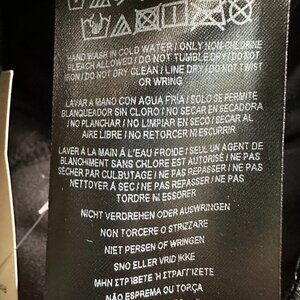 HAND WASH IN COLD WATER / ONLY NON-CHLORINE
BLEACH ALLOWED / DO NOT TUMBLE DRY / DO NOT
IRON / DO NOT DRY CLEAN / LINE DRY / DO NOT TWIST
OR WRING
LAVAR A MANO CON AGUA FRIA / SOLO SE PERMITE
BLANQUEADOR SIN CLORO / NO SECAR EN SECADORA
/ NO PLANCHAR / NO LIMPIAR EN SECO / SECAR AL
AIRE LIBRE / NO RETORCER NI ESCURRIR
LAVER À LA MAIN À L'EAU FROIDE / SEUL UN AGENT DE
BLANCHIMENT SANS CHLORE EST AUTORISÉ / NE PAS
SÉCHER PAR CULBUTAGE / NE PAS REPASSER / NE PAS
NETTOYER À SEC / NE PAS REPASSER / NE PAS
TORDRE NI ESSORER
NICHT VERDREHEN ODER AUSWRINGEN
NON TORCERE O STRIZZARE
NIET PERSEN OF WRINGEN
SNO ELLER VRID IKKE
ΜΗΝ ΣΤΡΙΒΕΤΕ Ή ΣΤΡΑΓΓΙΖΕΤΕ
NÃO ESPREMA OU TORÇA